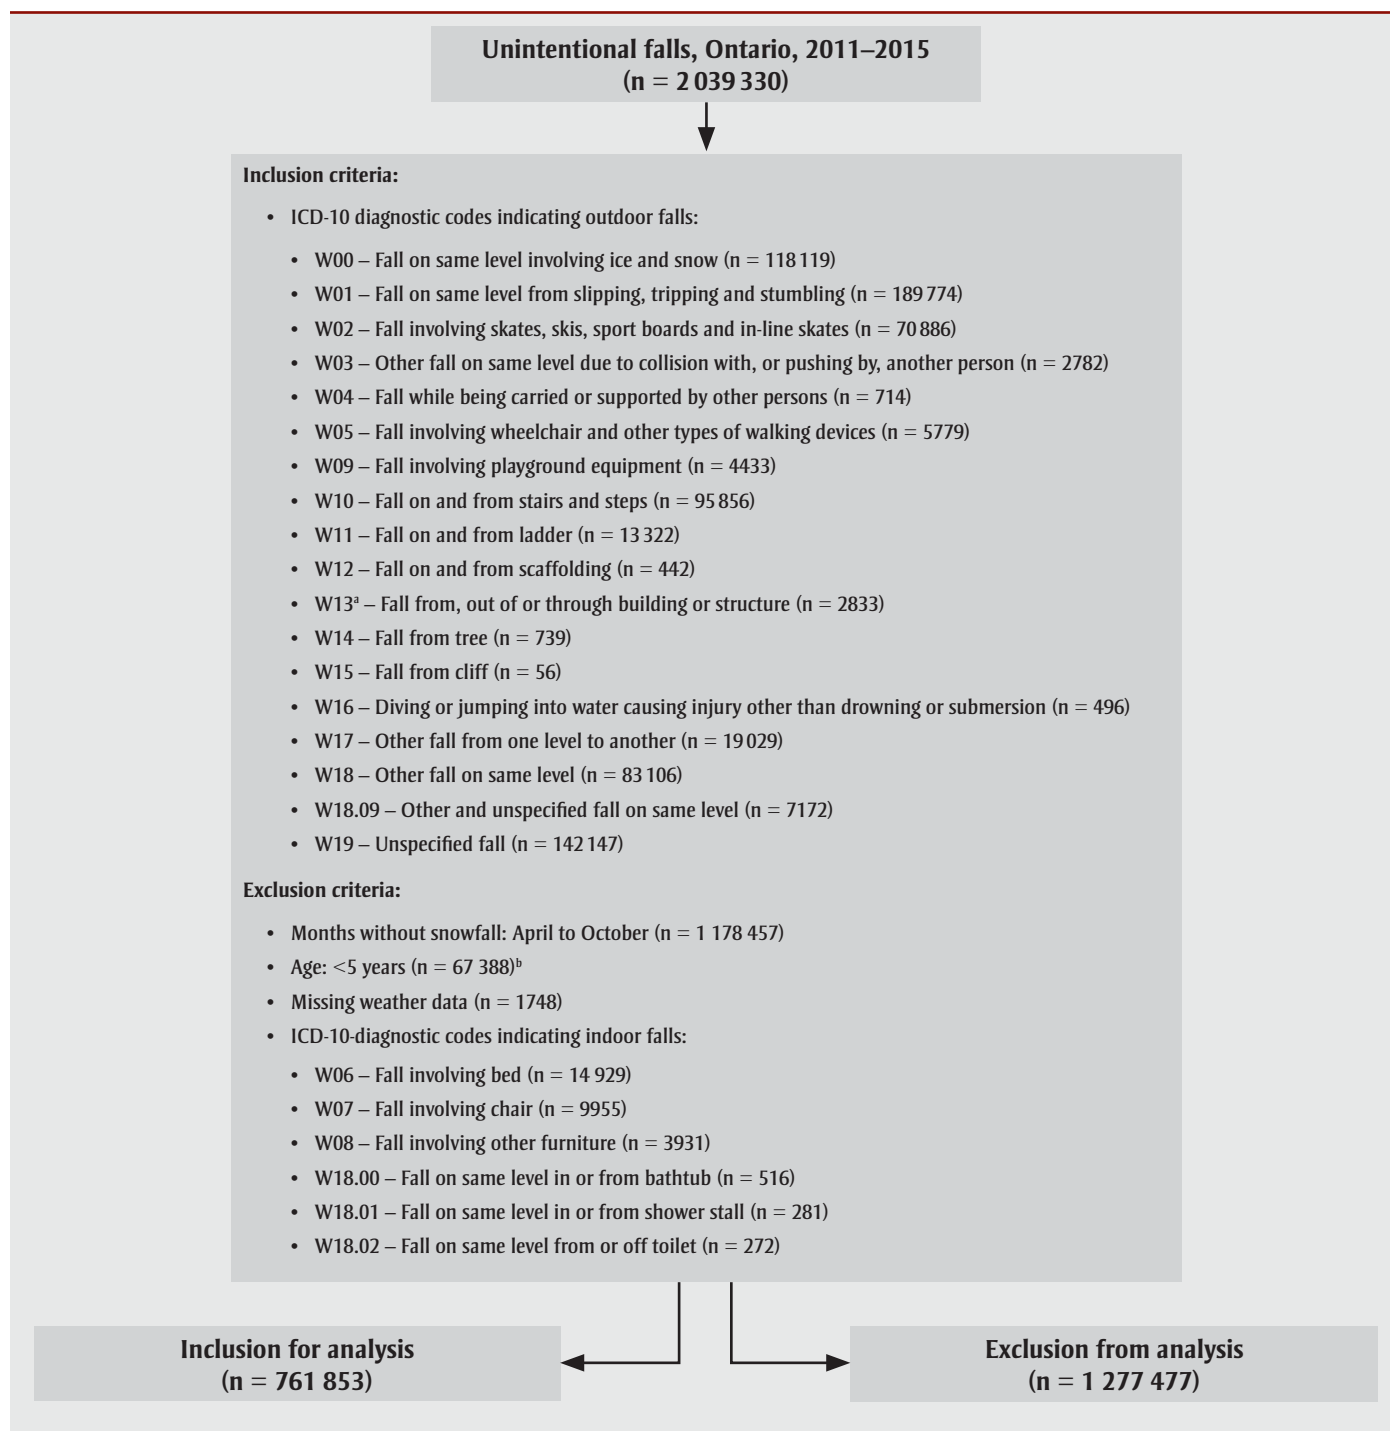 Unintentional falls, Ontario, 2011–2015
(n = 2 039 330)
Inclusion criteria:
• ICD-10 diagnostic codes indicating outdoor falls:
• W00 – Fall on same level involving ice and snow (n = 118 119)
• W01 – Fall on same level from slipping, tripping and stumbling (n = 189 774)
• W02 – Fall involving skates, skis, sport boards and in-line skates (n = 70 886)
• W03 – Other fall on same level due to collision with, or pushing by, another person (n = 2782)
• W04 – Fall while being carried or supported by other persons (n = 714)
• W05 – Fall involving wheelchair and other types of walking devices (n = 5779)
• W09 – Fall involving playground equipment (n = 4433)
• W10 – Fall on and from stairs and steps (n = 95 856)
• W11 – Fall on and from ladder (n = 13 322)
• W12 – Fall on and from scaffolding (n = 442)
• W13ᵃ – Fall from, out of or through building or structure (n = 2833)
• W14 – Fall from tree (n = 739)
• W15 – Fall from cliff (n = 56)
• W16 – Diving or jumping into water causing injury other than drowning or submersion (n = 496)
• W17 – Other fall from one level to another (n = 19 029)
• W18 – Other fall on same level (n = 83 106)
• W18.09 – Other and unspecified fall on same level (n = 7172)
• W19 – Unspecified fall (n = 142 147)
Exclusion criteria:
• Months without snowfall: April to October (n = 1 178 457)
• Age: <5 years (n = 67 388)ᵇ
• Missing weather data (n = 1748)
• ICD-10-diagnostic codes indicating indoor falls:
• W06 – Fall involving bed (n = 14 929)
• W07 – Fall involving chair (n = 9955)
• W08 – Fall involving other furniture (n = 3931)
• W18.00 – Fall on same level in or from bathtub (n = 516)
• W18.01 – Fall on same level in or from shower stall (n = 281)
• W18.02 – Fall on same level from or off toilet (n = 272)
Inclusion for analysis
(n = 761 853)
Exclusion from analysis
(n = 1 277 477)